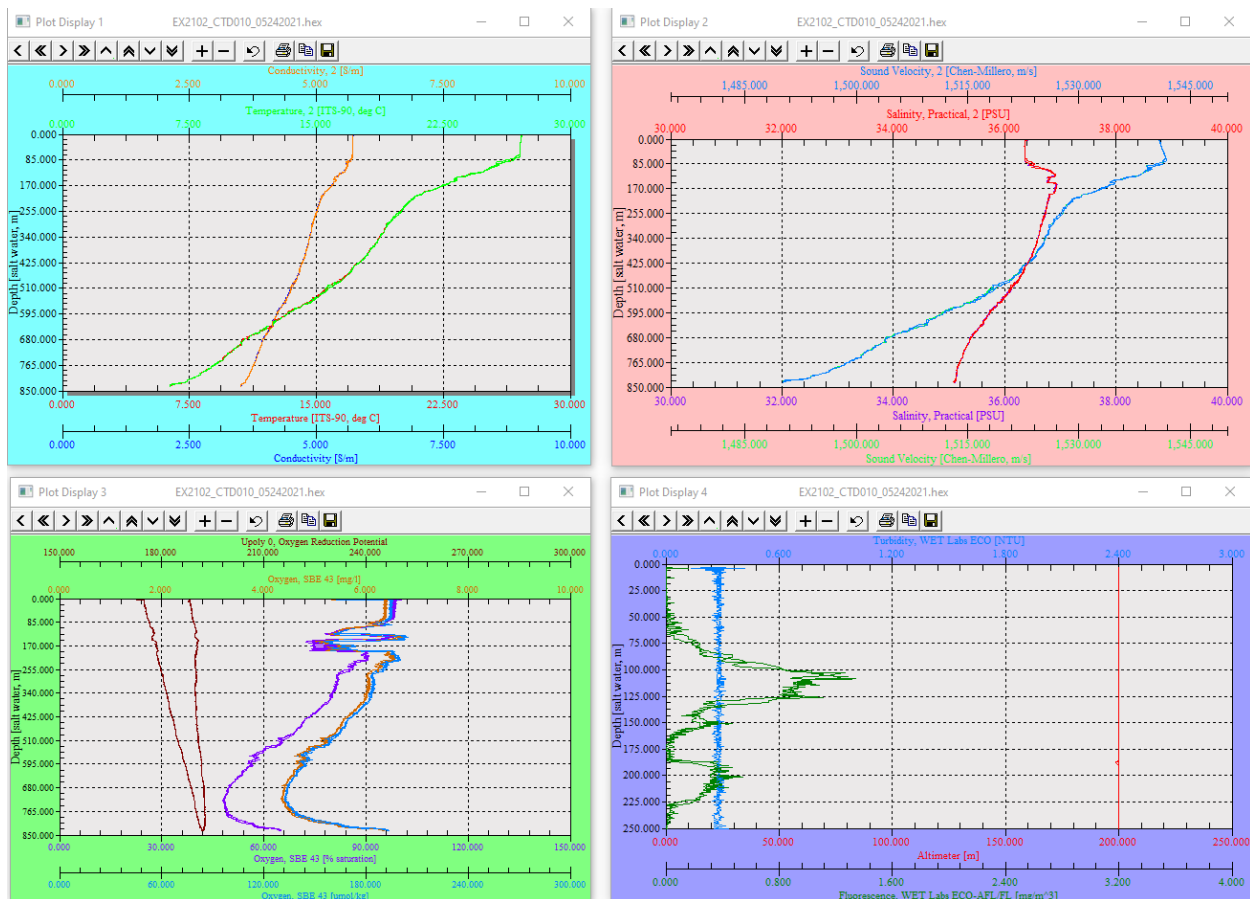 Plot Display 1 EX2102_CTD010_05242021.hex
Conductivity, 2 [S/m]
0.000 2.500 5.000 7.500 10.000
Temperature, 2 [ITS-90, deg C]
0.000 7.500 15.000 22.500 30.000
Depth [salt water, m]
0.000
85.000
170.000
255.000
340.000
425.000
510.000
595.000
680.000
765.000
850.000
0.000 7.500 15.000 22.500 30.000
Temperature [ITS-90, deg C]
0.000 2.500 5.000 7.500 10.000
Conductivity [S/m]
Plot Display 2 EX2102_CTD010_05242021.hex
Sound Velocity, 2 [Chen-Millero, m/s]
1,485.000 1,500.000 1,515.000 1,530.000 1,545.000
Salinity, Practical, 2 [PSU]
30.000 32.000 34.000 36.000 38.000 40.000
Depth [salt water, m]
0.000
85.000
170.000
255.000
340.000
425.000
510.000
595.000
680.000
765.000
850.000
30.000 32.000 34.000 36.000 38.000 40.000
Salinity, Practical [PSU]
1,485.000 1,500.000 1,515.000 1,530.000 1,545.000
Sound Velocity [Chen-Millero, m/s]
Plot Display 3 EX2102_CTD010_05242021.hex
Upoly 0, Oxygen Reduction Potential
150.000 180.000 210.000 240.000 270.000 300.000
Oxygen, SBE 43 [mg/l]
0.000 2.000 4.000 6.000 8.000 10.000
Depth [salt water, m]
0.000
85.000
170.000
255.000
340.000
425.000
510.000
595.000
680.000
765.000
850.000
0.000 30.000 60.000 90.000 120.000 150.000
Oxygen, SBE 43 [% saturation]
0.000 60.000 120.000 180.000 240.000 300.000
Oxygen, SBE 43 [umol/kg]
Plot Display 4 EX2102_CTD010_05242021.hex
Turbidity, WET Labs ECO [NTU]
0.000 0.600 1.200 1.800 2.400 3.000
Depth [salt water, m]
0.000
25.000
50.000
75.000
100.000
125.000
150.000
175.000
200.000
225.000
250.000
0.000 50.000 100.000 150.000 200.000 250.000
Altimeter [m]
0.000 0.800 1.600 2.400 3.200 4.000
Fluorescence, WET Labs ECO-AFL/FL [mg/m^3]